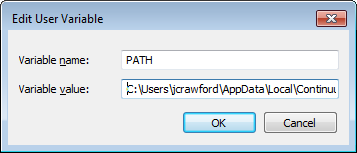 Edit User Variable
Variable name: PATH
Variable value: C:\Users\jcrawford\AppData\Local\Continuu
OK Cancel